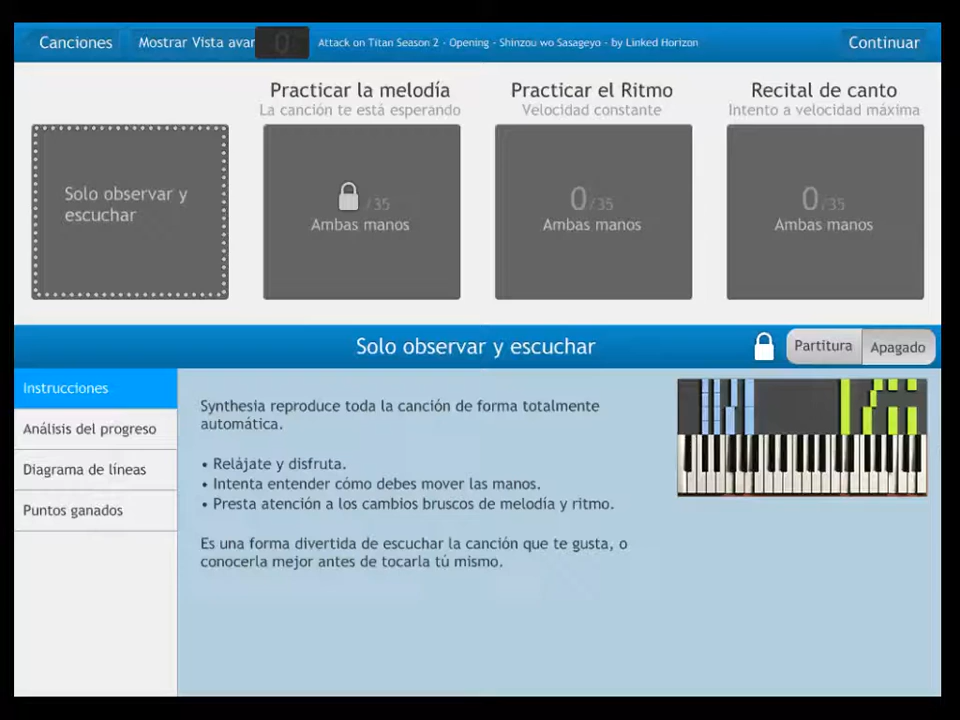 Canciones
Mostrar Vista avar
0
Attack on Titan Season 2 - Opening - Shinzou wo Sasageyo - by Linked Horizon
Continuar
Practicar la melodía
La canción te está esperando
Practicar el Ritmo
Velocidad constante
Recital de canto
Intento a velocidad máxima
Solo observar y
escuchar
/35
Ambas manos
0/35
Ambas manos
0/35
Ambas manos
Solo observar y escuchar
Partitura
Apagado
Instrucciones
Análisis del progreso
Diagrama de líneas
Puntos ganados
Synthesia reproduce toda la canción de forma totalmente
automática.
• Relájate y disfruta.
• Intenta entender cómo debes mover las manos.
• Presta atención a los cambios bruscos de melodía y ritmo.
Es una forma divertida de escuchar la canción que te gusta, o
conocerla mejor antes de tocarla tú mismo.